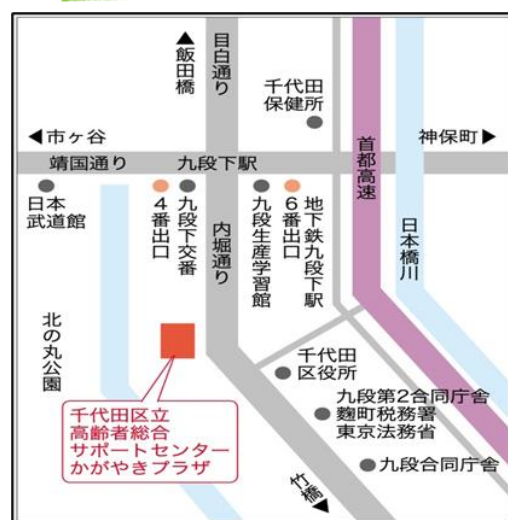 飯田橋
目白通り
千代田
保健所
市ヶ谷
神保町
靖国通り
九段下駅
首都高速
日本
武道館
4番出口
九段下交番
内堀通り
九段生産学習館
6番出口
地下鉄九段下駅
日本橋川
北の丸公園
千代田
区役所
千代田区立
高齢者総合
サポートセンター
かがやきプラザ
九段第2合同庁舎
麹町税務署
東京法務省
九段合同庁舎
竹橋